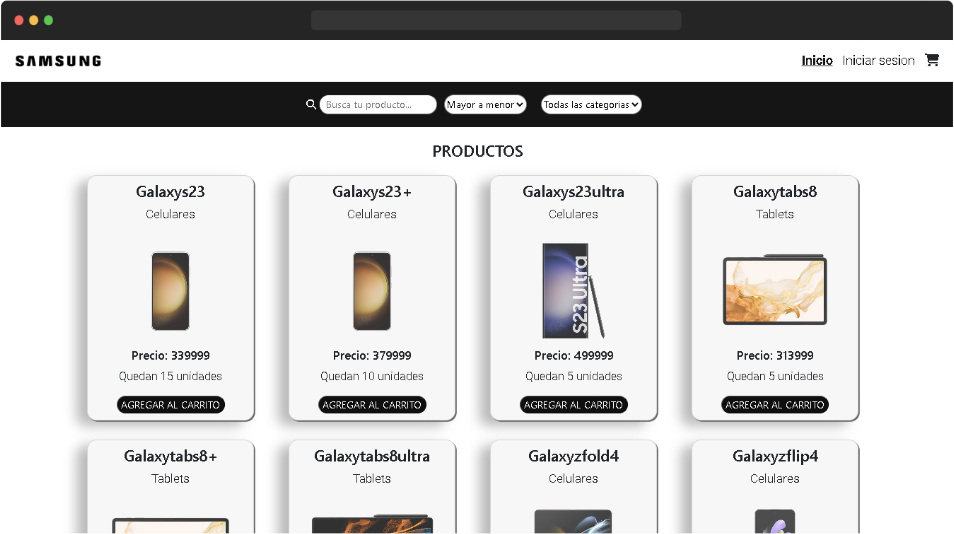 SAMSUNG
Inicio Iniciar sesion
Busca tu producto... Mayor a menor Todas las categorias
PRODUCTOS
Galaxys23
Celulares
Precio: 339999
Quedan 15 unidades
AGREGAR AL CARRITO
Galaxys23+
Celulares
Precio: 379999
Quedan 10 unidades
AGREGAR AL CARRITO
Galaxys23ultra
Celulares
S23 Ultra
Precio: 499999
Quedan 5 unidades
AGREGAR AL CARRITO
Galaxytabs8
Tablets
Precio: 313999
Quedan 5 unidades
AGREGAR AL CARRITO
Galaxytabs8+
Tablets
Galaxytabs8ultra
Tablets
Galaxyzfold4
Celulares
Galaxyzflip4
Celulares